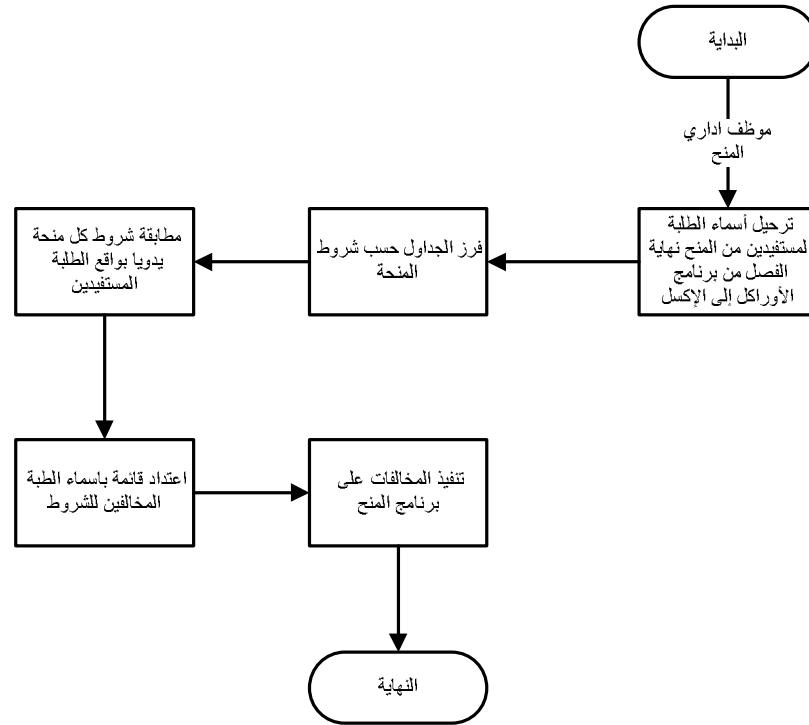 البداية
موظف اداري
المنح
ترحيل أسماء الطلبة
لمستفيدين من المنح نهاية
الفصل من برنامج
الأوراكل إلى الإكسل
فرز الجداول حسب شروط
المنحة
مطابقة شروط كل منحة
يدويا بواقع الطلبة
المستفيدين
اعتداد قائمة باسماء الطبة
المخالفين للشروط
تنفيذ المخالفات على
برنامج المنح
النهاية